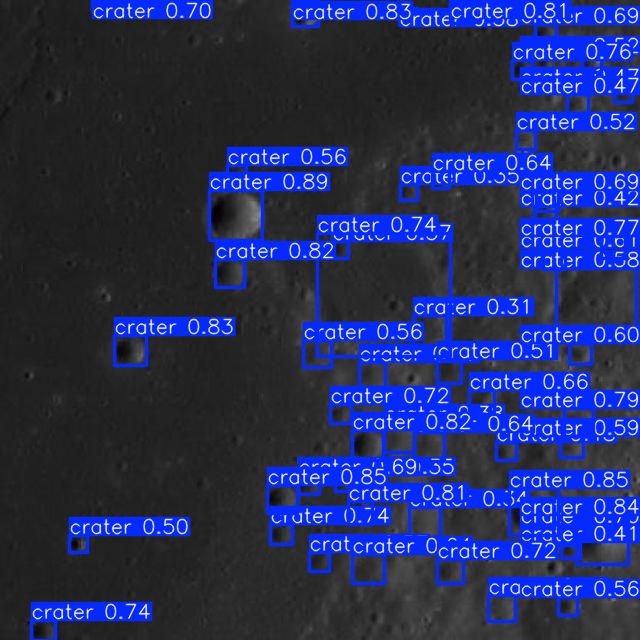 crater 0.70
crater 0.83
crater 0.81
0.69
crater 0.76
crater 0.47
crater 0.52
crater 0.56
crater 0.64
crater 0.89
crater 0.69
crater 0.42
crater 0.74
crater 0.77
crater 0.82
crater 0.58
crater 0.31
crater 0.83
crater 0.56
crater 0.60
crater
crater 0.51
crater 0.66
crater 0.72
crater 0.79
crater 0.82
0.64
0.59
crater 0.85
crater 0.85
crater 0.81
crater 0.74
crater 0.84
crater 0.50
crater 0.41
crater
crater 0.72
crater 0.56
crater 0.74